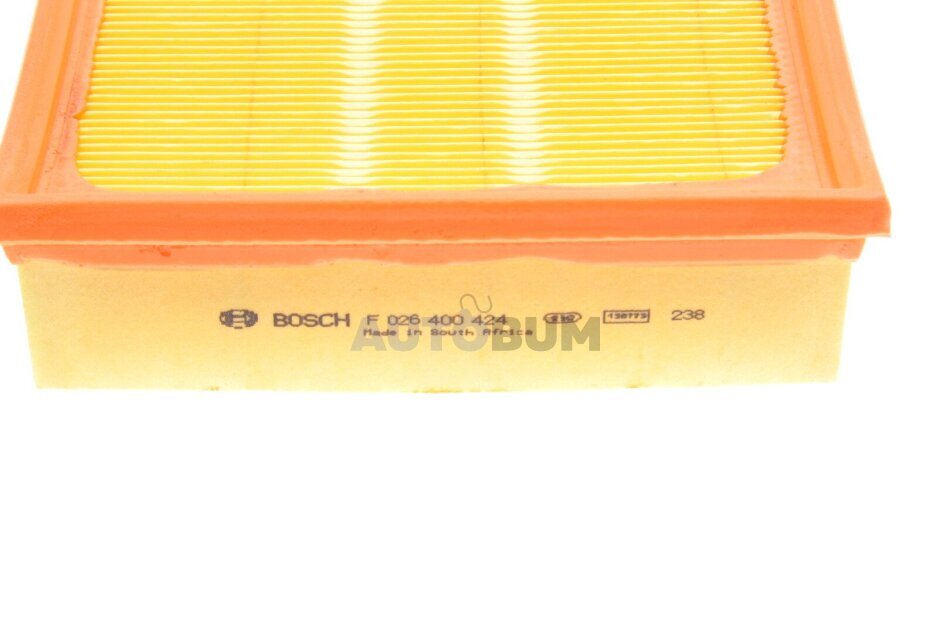 BOSCH F 026 400 424 238
Made in South Africa
AUTOBUM